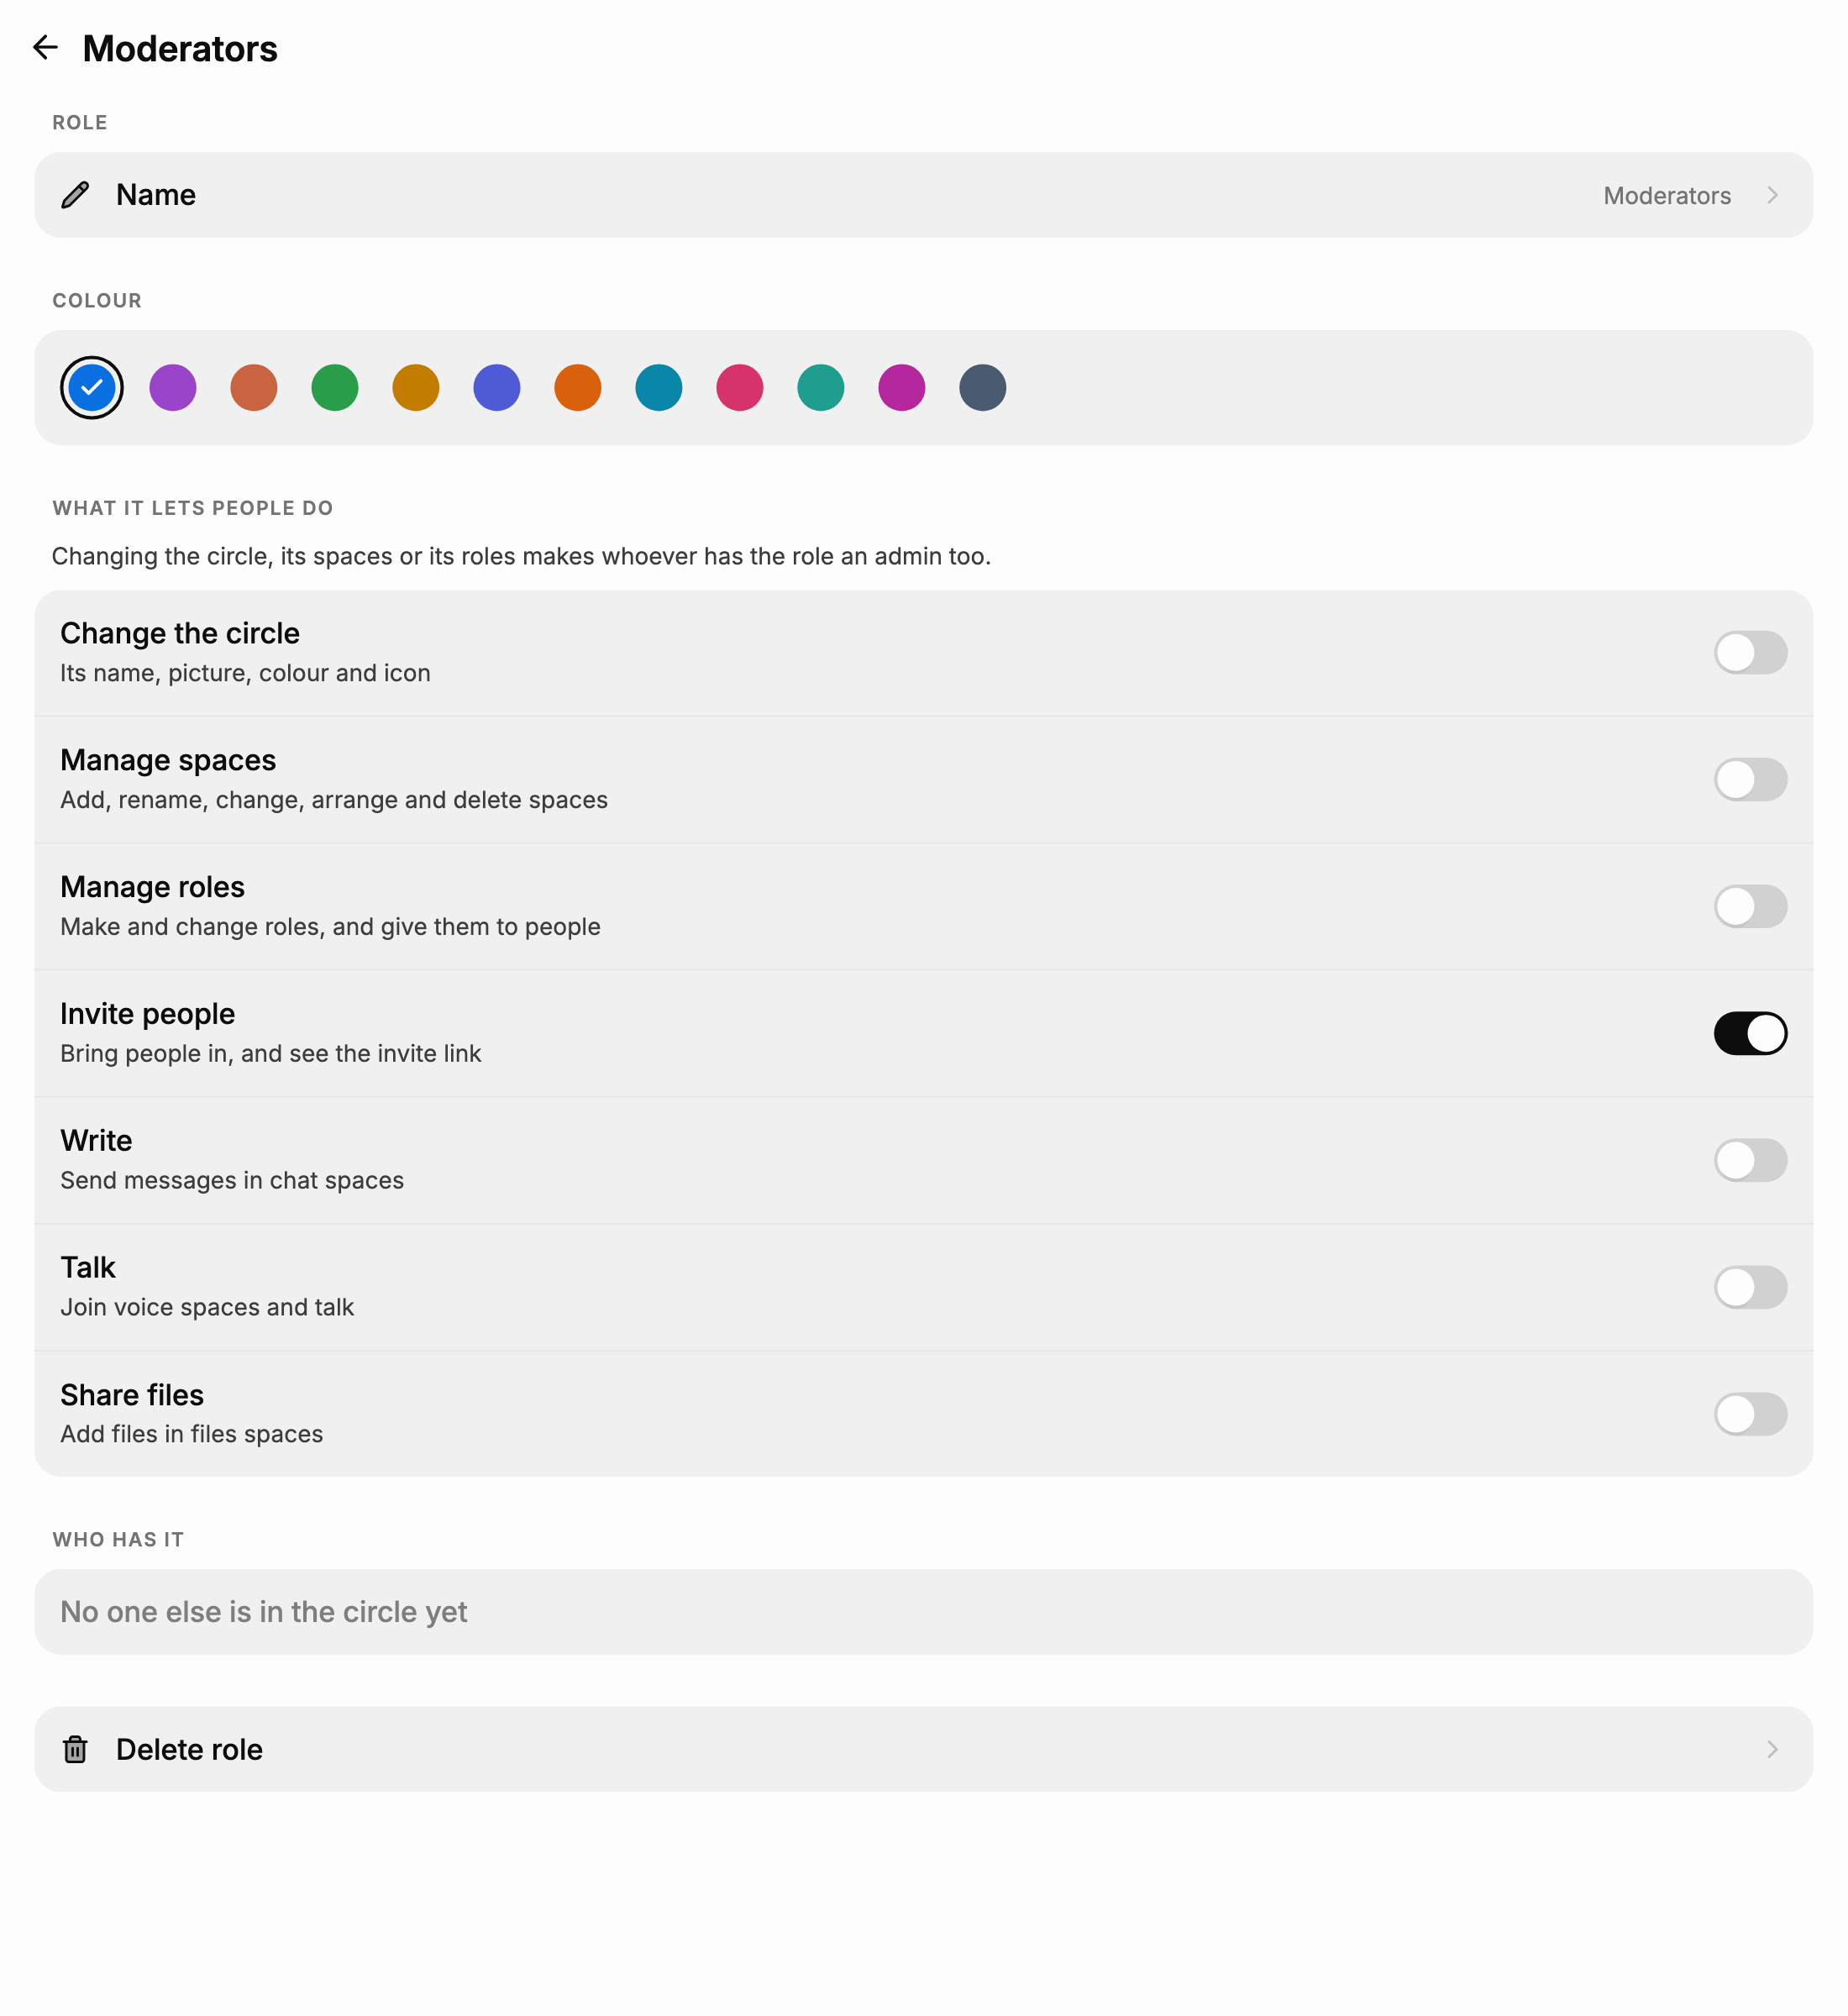 Moderators
ROLE
Name
Moderators
COLOUR
WHAT IT LETS PEOPLE DO
Changing the circle, its spaces or its roles makes whoever has the role an admin too.
Change the circle
Its name, picture, colour and icon
Manage spaces
Add, rename, change, arrange and delete spaces
Manage roles
Make and change roles, and give them to people
Invite people
Bring people in, and see the invite link
Write
Send messages in chat spaces
Talk
Join voice spaces and talk
Share files
Add files in files spaces
WHO HAS IT
No one else is in the circle yet
Delete role